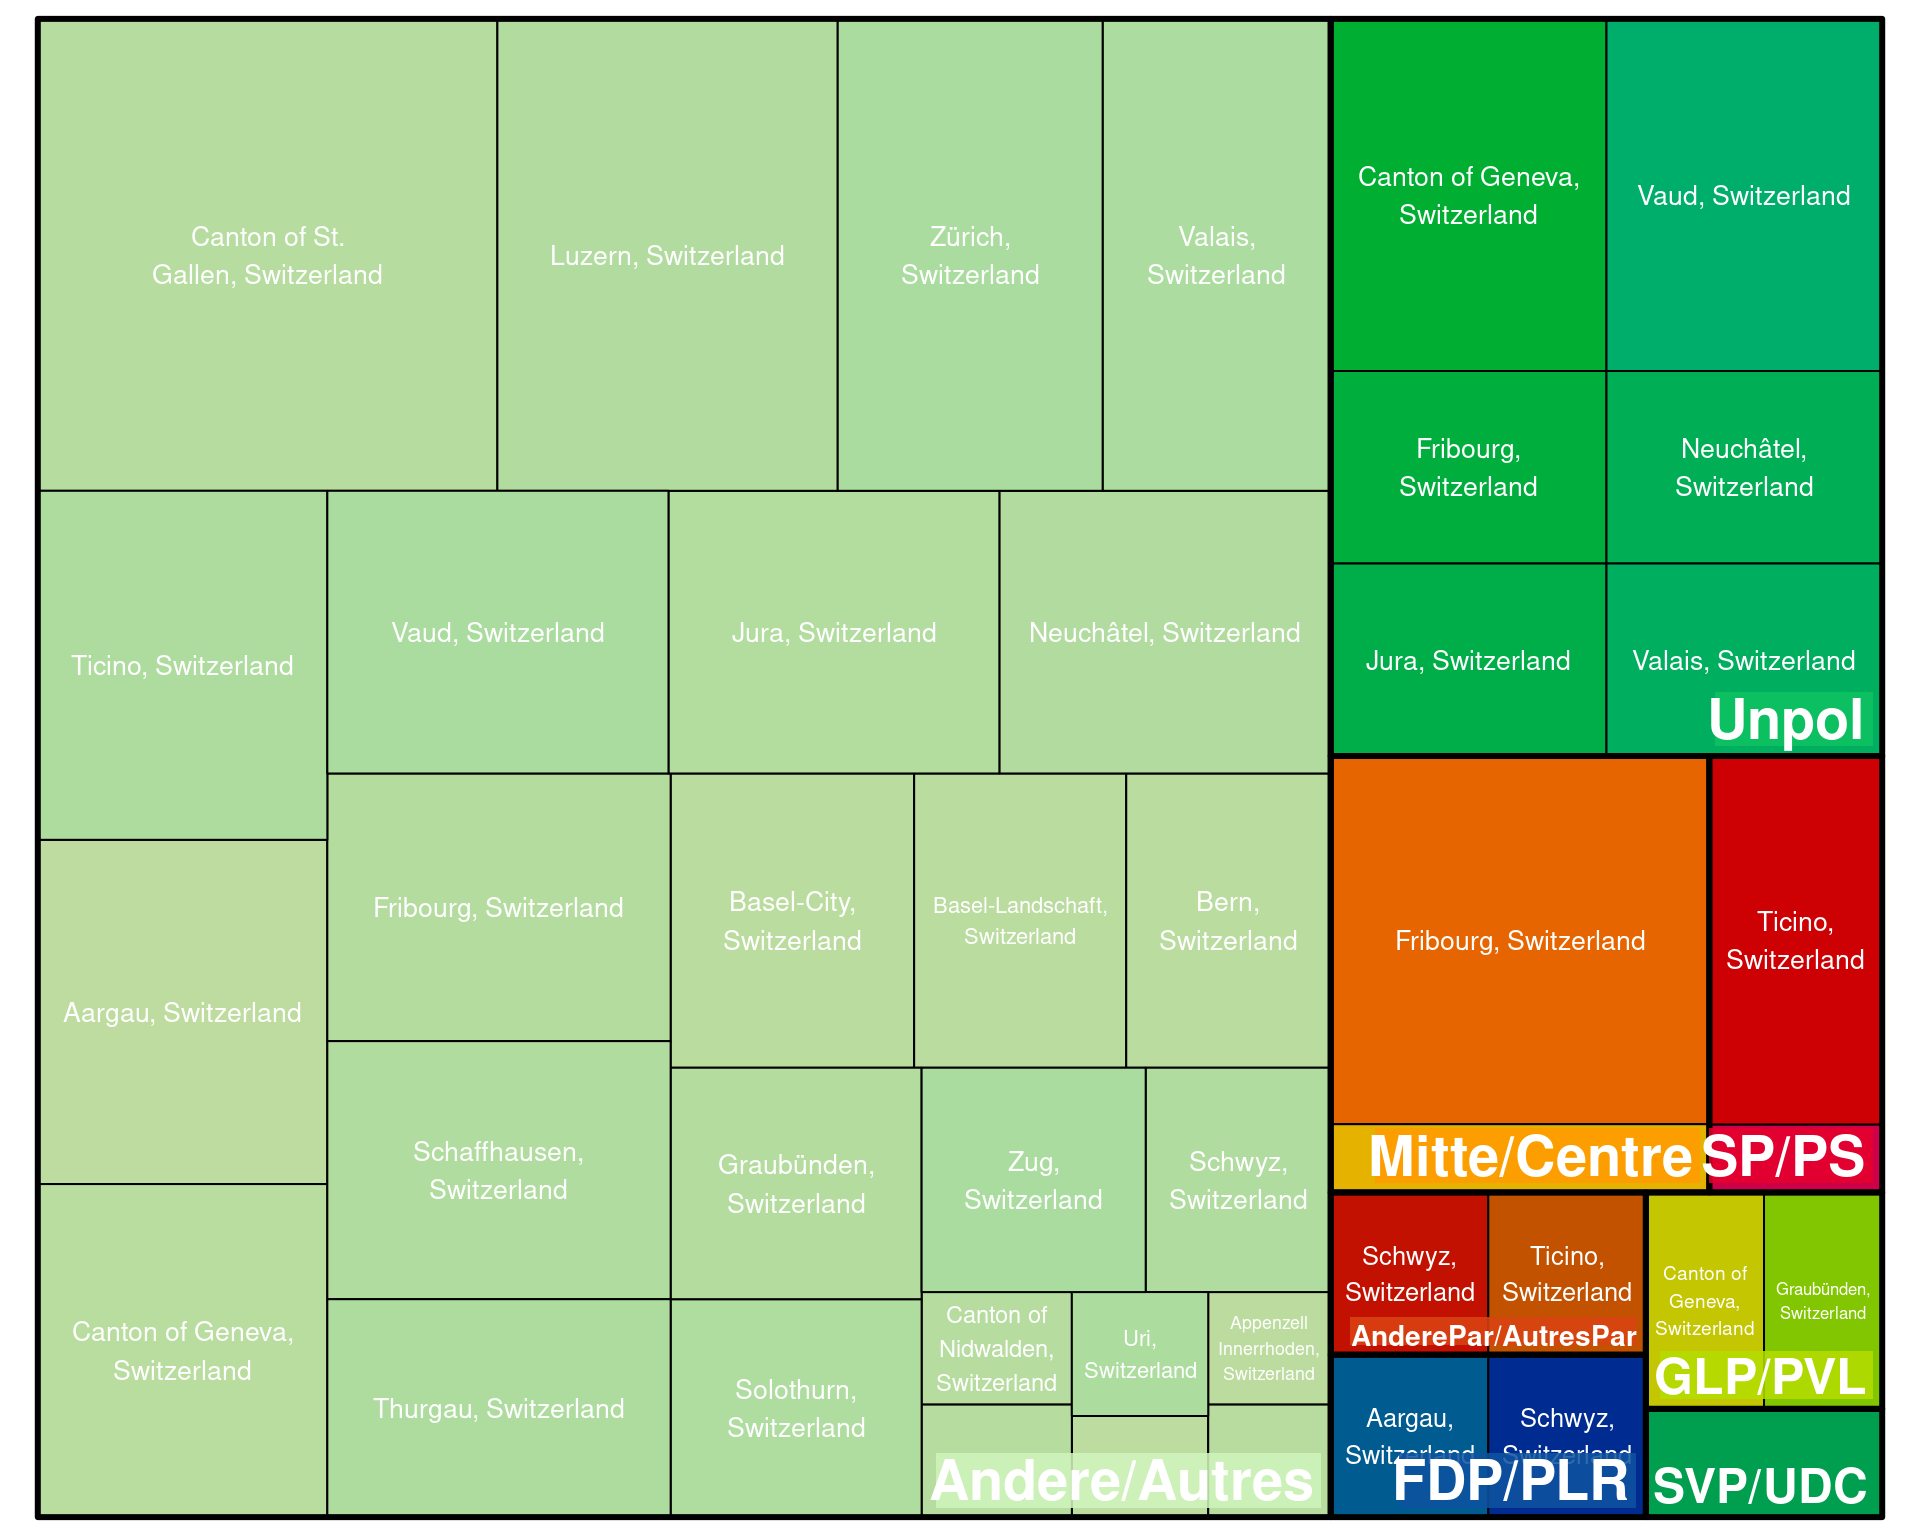 Canton of St.
Gallen, Switzerland
Luzern, Switzerland
Zürich,
Switzerland
Valais,
Switzerland
Ticino, Switzerland
Vaud, Switzerland
Jura, Switzerland
Neuchâtel, Switzerland
Aargau, Switzerland
Fribourg, Switzerland
Basel-City,
Switzerland
Basel-Landschaft,
Switzerland
Bern,
Switzerland
Canton of Geneva,
Switzerland
Schaffhausen,
Switzerland
Thurgau, Switzerland
Graubünden,
Switzerland
Solothurn,
Switzerland
Zug,
Switzerland
Schwyz,
Switzerland
Canton of
Nidwalden,
Switzerland
Uri,
Switzerland
Appenzell
Innerrhoden,
Switzerland
Andere/Autres
Canton of Geneva,
Switzerland
Vaud, Switzerland
Fribourg,
Switzerland
Neuchâtel,
Switzerland
Jura, Switzerland
Valais, Switzerland
Unpol
Fribourg, Switzerland
Mitte/Centre
Ticino,
Switzerland
SP/PS
Schwyz,
Switzerland
Ticino,
Switzerland
AnderePar/AutresPar
Canton of
Geneva,
Switzerland
Graubünden,
Switzerland
GLP/PVL
Aargau,
Switzerland
Schwyz,
Switzerland
FDP/PLR
SVP/UDC